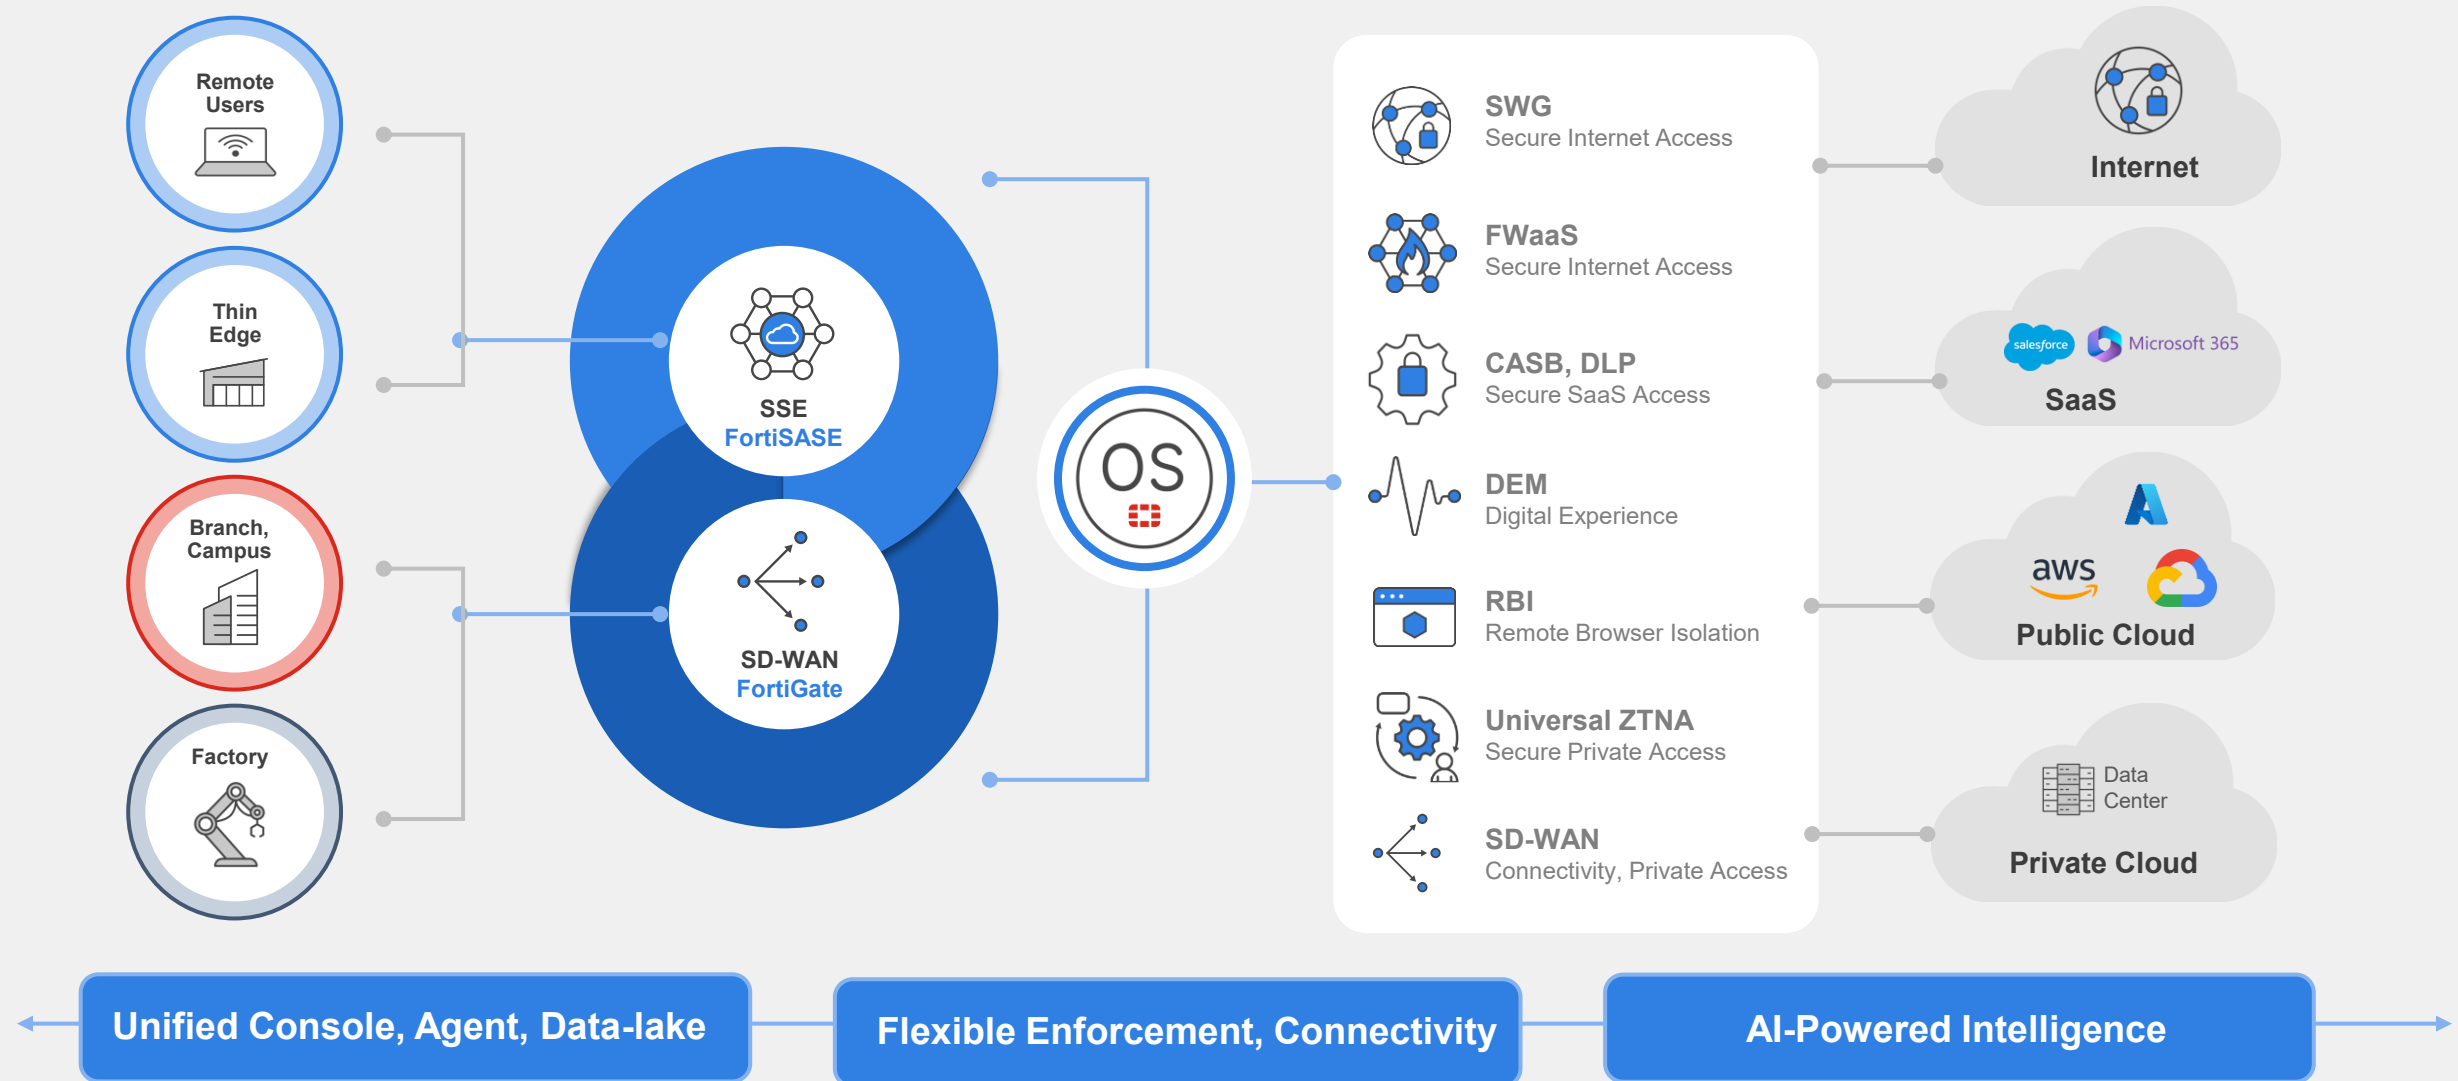 Remote
Users
Thin
Edge
Branch,
Campus
Factory
SSE
FortiSASE
SD-WAN
FortiGate
OS
SWG
Secure Internet Access
FWaaS
Secure Internet Access
CASB, DLP
Secure SaaS Access
DEM
Digital Experience
RBI
Remote Browser Isolation
Universal ZTNA
Secure Private Access
SD-WAN
Connectivity, Private Access
Internet
salesforce
Microsoft 365
SaaS
aws
Public Cloud
Data
Center
Private Cloud
Unified Console, Agent, Data-lake
Flexible Enforcement, Connectivity
AI-Powered Intelligence